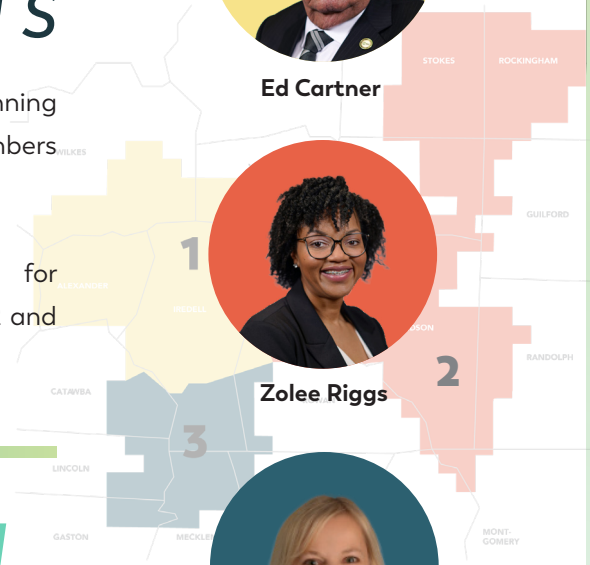 nning
mbers
for
and
Ed Cartner
Zolee Riggs
STOKES
ROCKINGHAM
WILKES
GUILFORD
1
ALEXANDER
IREDELL
RANDOLPH
2
CATAWBA
3
LINCOLN
GASTON
MONT-
GOMERY